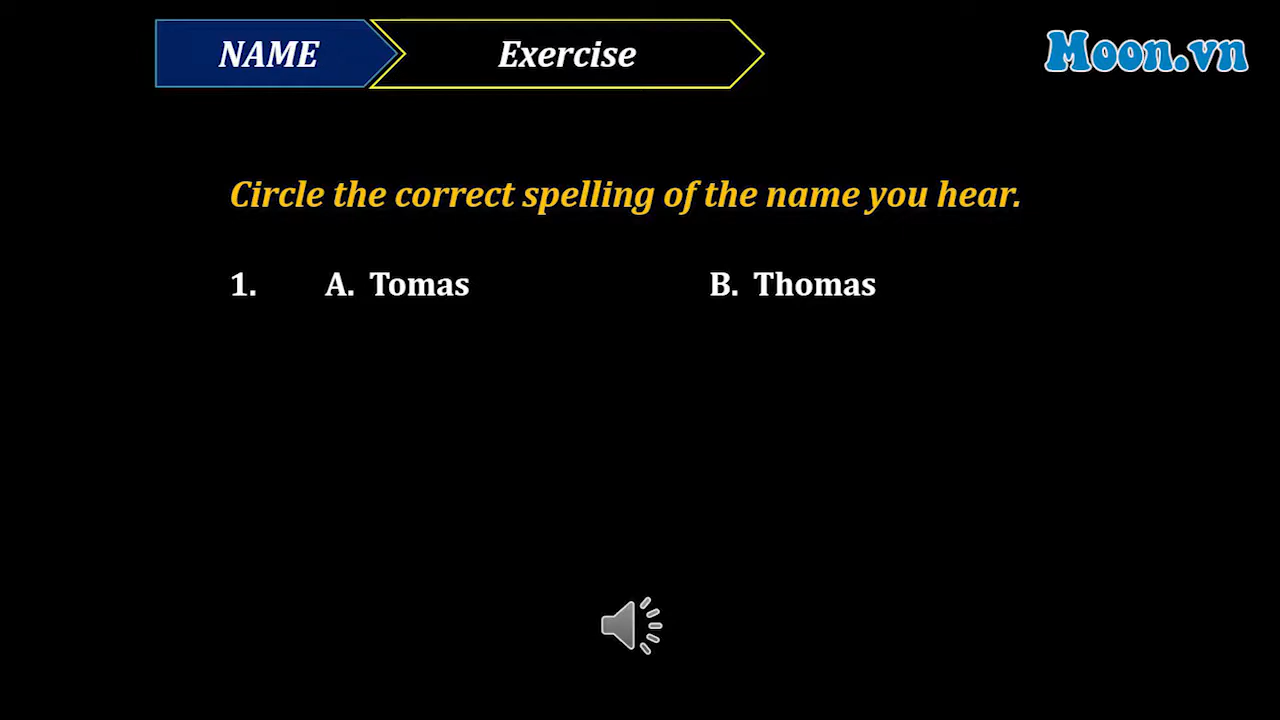 NAME Exercise Moon.vn
Circle the correct spelling of the name you hear.
1. A. Tomas B. Thomas